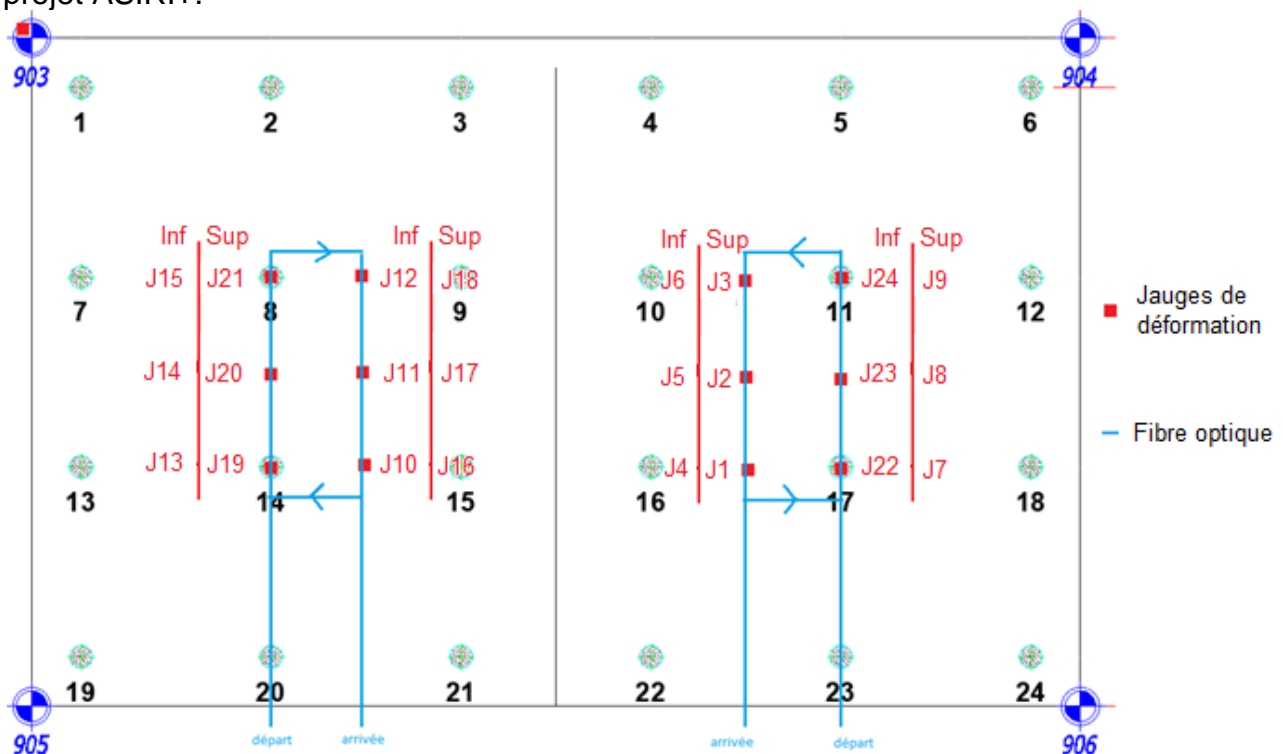 projet ASIRI+.
903 904
1 2 3 4 5 6
Inf Sup Inf Sup Inf Sup Inf Sup
J15 J21 J12 J18 J6 J3 J24 J9
7 8 9 10 11 12
Jauges de
déformation
J14 J20 J11 J17 J5 J2 J23 J8
Fibre optique
J13 J19 J10 J16 J4 J1 J22 J7
13 14 15 16 17 18
19 20 21 22 23 24
905 départ arrivée arrivée départ 906